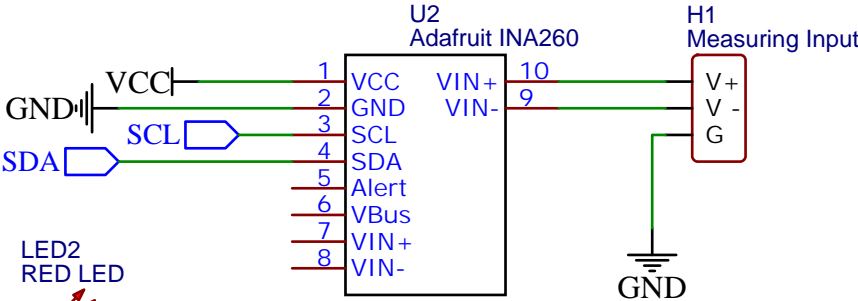 U2
Adafruit INA260
H1
Measuring Input
VCC
GND
SCL
SDA
1 VCC
2 GND
3 SCL
4 SDA
5 Alert
6 VBus
7 VIN+
8 VIN-
VIN+ 10
VIN- 9
V+
V -
G
GND
LED2
RED LED